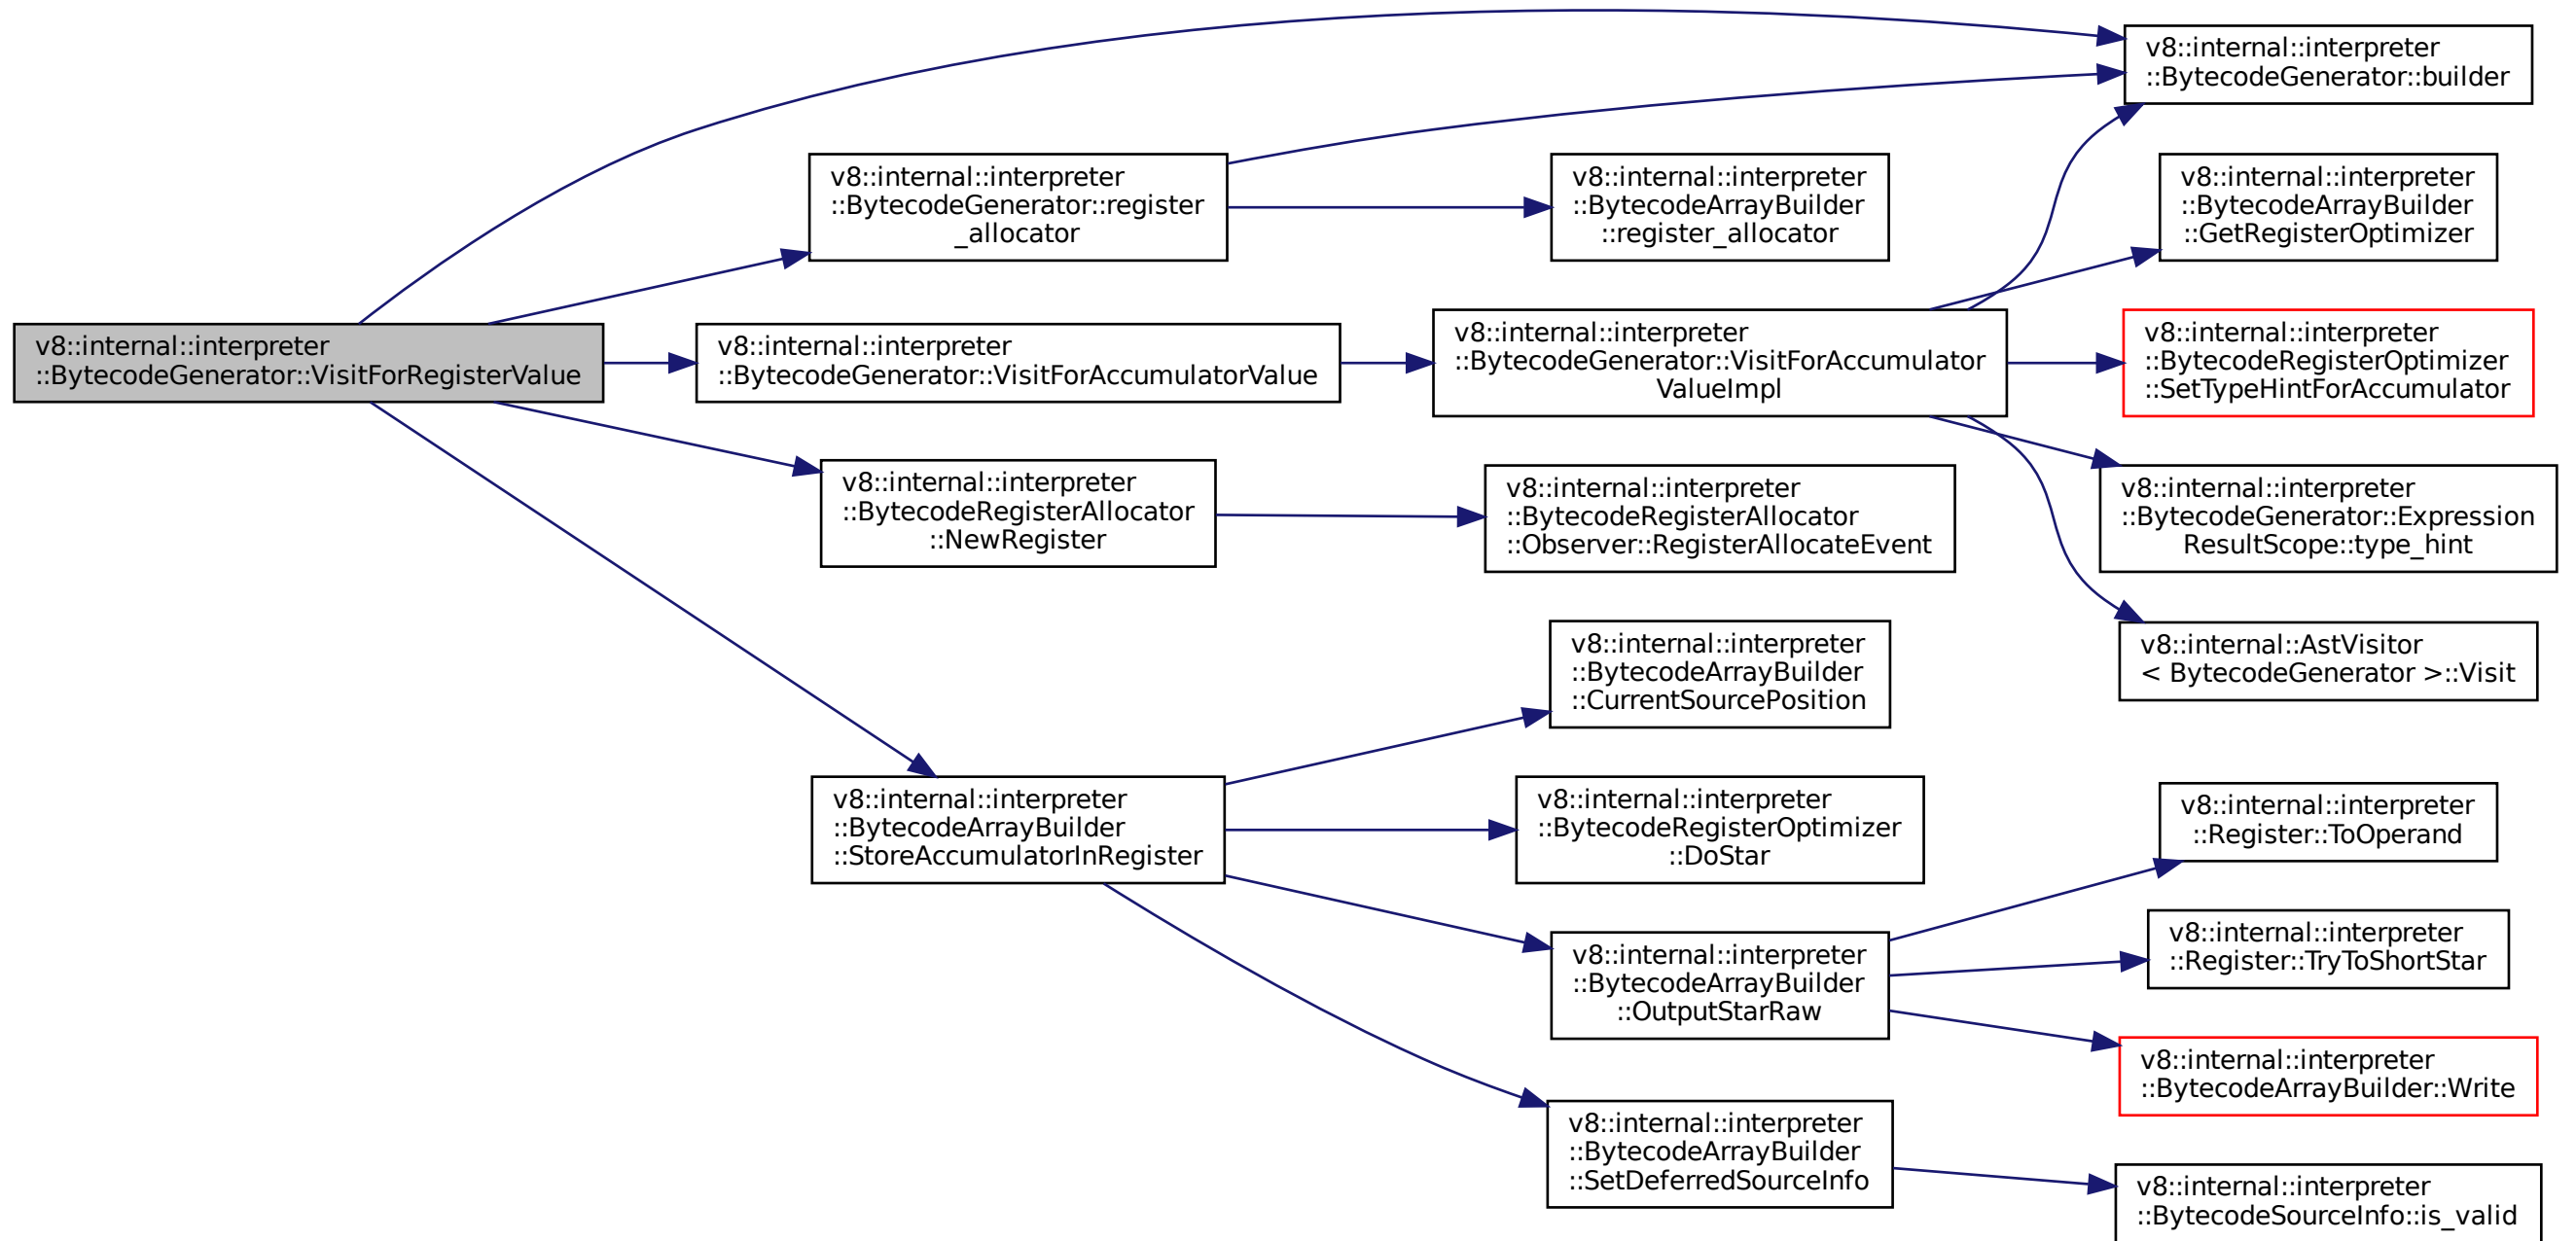 v8::internal::interpreter
::BytecodeGenerator::VisitForRegisterValue
v8::internal::interpreter
::BytecodeGenerator::builder
v8::internal::interpreter
::BytecodeGenerator::register
_allocator
v8::internal::interpreter
::BytecodeArrayBuilder
::register_allocator
v8::internal::interpreter
::BytecodeGenerator::VisitForAccumulatorValue
v8::internal::interpreter
::BytecodeGenerator::VisitForAccumulator
ValueImpl
v8::internal::interpreter
::BytecodeArrayBuilder
::GetRegisterOptimizer
v8::internal::interpreter
::BytecodeRegisterOptimizer
::SetTypeHintForAccumulator
v8::internal::interpreter
::BytecodeGenerator::Expression
ResultScope::type_hint
v8::internal::AstVisitor
< BytecodeGenerator >::Visit
v8::internal::interpreter
::BytecodeRegisterAllocator
::NewRegister
v8::internal::interpreter
::BytecodeRegisterAllocator
::Observer::RegisterAllocateEvent
v8::internal::interpreter
::BytecodeArrayBuilder
::StoreAccumulatorInRegister
v8::internal::interpreter
::BytecodeArrayBuilder
::CurrentSourcePosition
v8::internal::interpreter
::BytecodeRegisterOptimizer
::DoStar
v8::internal::interpreter
::BytecodeArrayBuilder
::OutputStarRaw
v8::internal::interpreter
::Register::ToOperand
v8::internal::interpreter
::Register::TryToShortStar
v8::internal::interpreter
::BytecodeArrayBuilder::Write
v8::internal::interpreter
::BytecodeArrayBuilder
::SetDeferredSourceInfo
v8::internal::interpreter
::BytecodeSourceInfo::is_valid